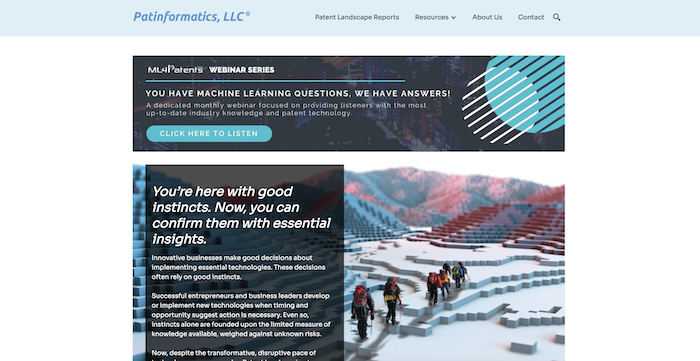 Patinformatics, LLC®
Patent Landscape Reports Resources About Us Contact
ML4Patents WEBINAR SERIES
YOU HAVE MACHINE LEARNING QUESTIONS, WE HAVE ANSWERS!
A dedicated monthly webinar focused on providing listeners with the most
up-to-date industry knowledge and patent technology.
CLICK HERE TO LISTEN
You're here with good
instincts. Now, you can
confirm them with essential
insights.
Innovative businesses make good decisions about
implementing essential technologies. These decisions
often rely on good instincts.
Successful entrepreneurs and business leaders develop
or implement new technologies when timing and
opportunity suggest action is necessary. Even so,
instincts alone are founded upon the limited measure of
knowledge available, weighed against unknown risks.
Now, despite the transformative, disruptive pace of